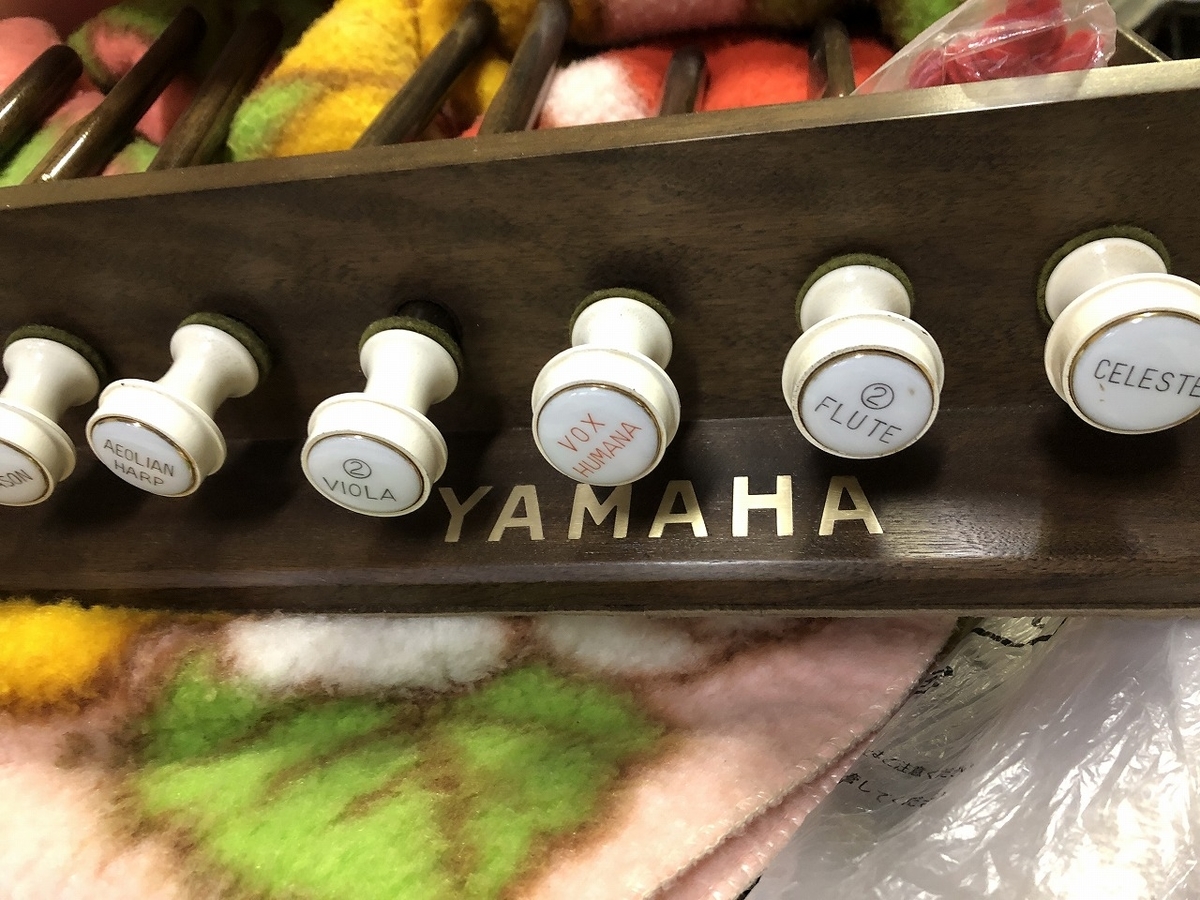 AEOLIAN
HARP
②
VIOLA
VOX
HUMANA
②
FLUTE
CELESTE
YAMAHA